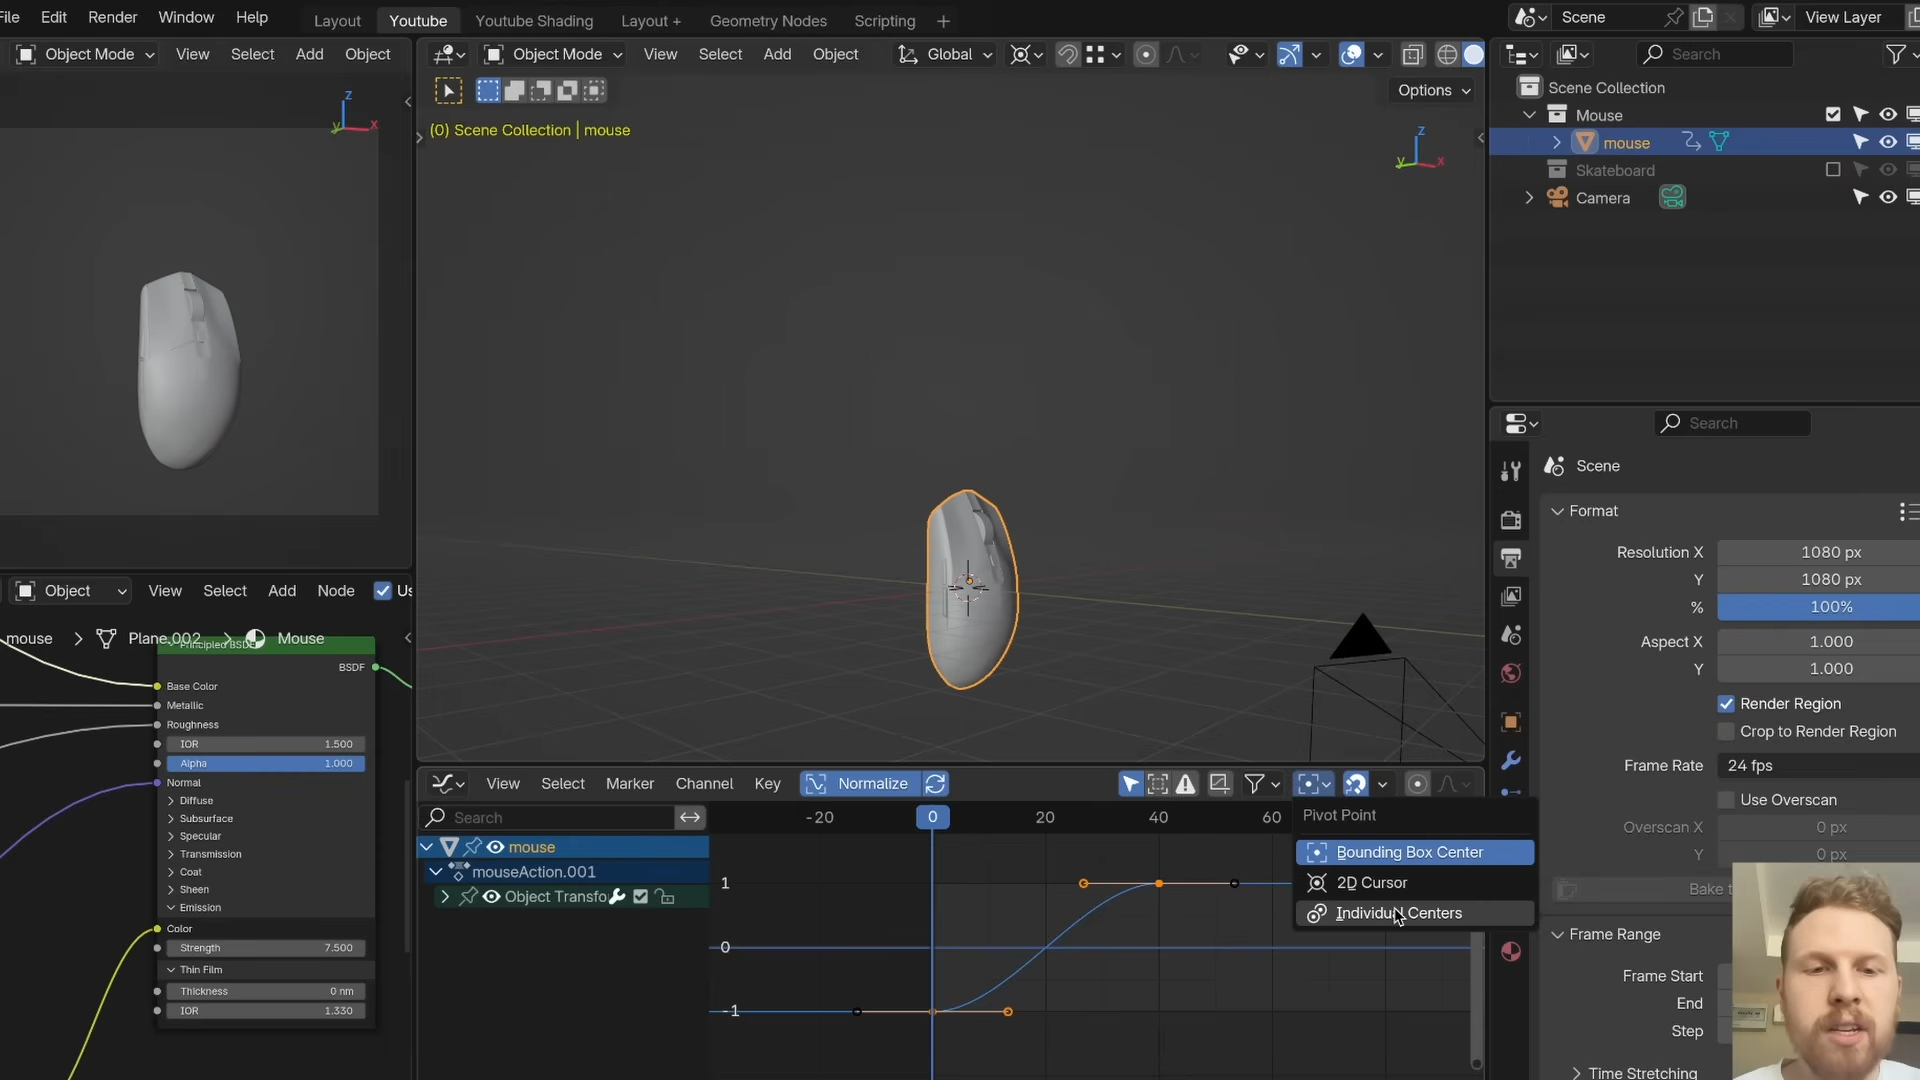 File Edit Render Window Help Layout Youtube Youtube Shading Layout + Geometry Nodes Scripting + Scene View Layer
Object Mode View Select Add Object
Object Mode View Select Add Object Global
Search
Options
(0) Scene Collection | mouse
z
y
x
z
y
x
Scene Collection
Mouse
mouse
Skateboard
Camera
Search
Scene
Format
Resolution X 1080 px
Y 1080 px
% 100%
Aspect X 1.000
Y 1.000
Render Region
Crop to Render Region
Frame Rate 24 fps
Use Overscan
Overscan X 0 px
Y 0 px
Bake t
Frame Range
Frame Start
End
Step
Time Stretching
Object View Select Add Node Us
mouse > Plane.002 > Mouse
Principled BSDF
BSDF
Base Color
Metallic
Roughness
IOR 1.500
Alpha 1.000
Normal
Diffuse
Subsurface
Specular
Transmission
Coat
Sheen
Emission
Color
Strength 7.500
Thin Film
Thickness 0 nm
IOR 1.330
View Select Marker Channel Key Normalize
Search
-20 0 20 40 60
mouse
mouseAction.001
Object Transfo
1
0
-1
Pivot Point
Bounding Box Center
2D Cursor
Individual Centers